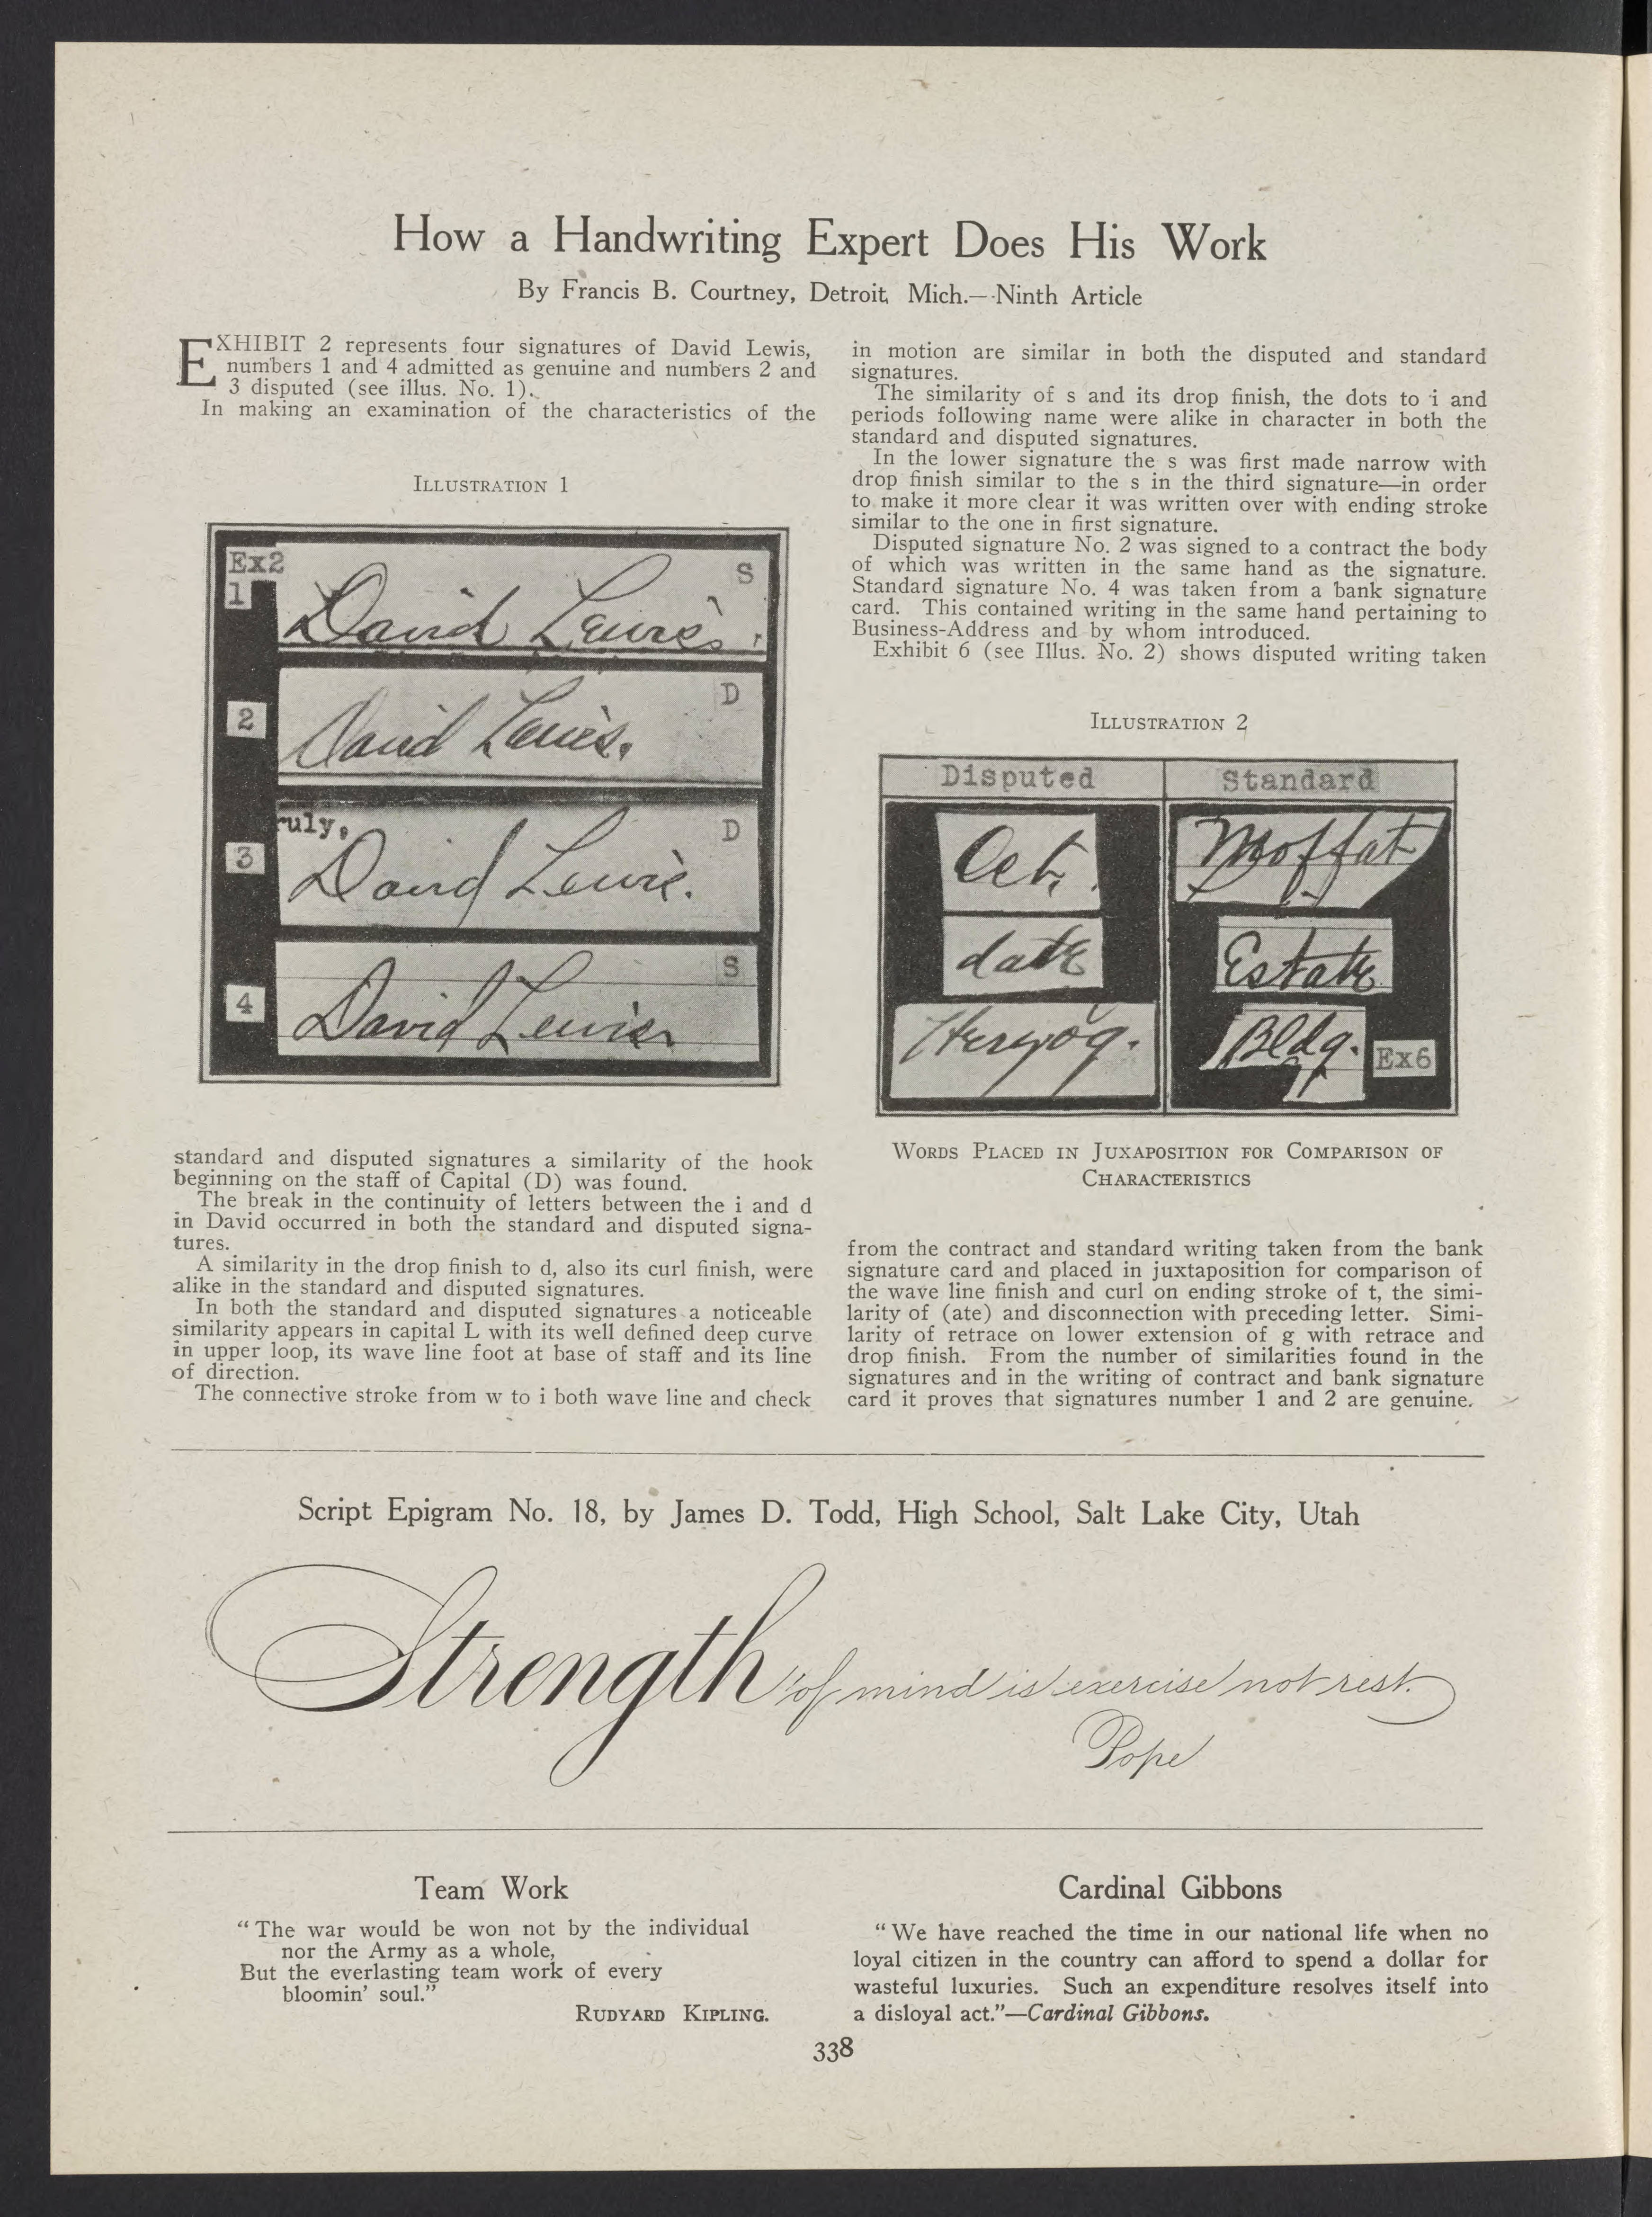 How a Handwriting Expert Does His Work
By Francis B. Courtney, Detroit, Mich.—Ninth Article
EXHIBIT 2 represents four signatures of David Lewis,
numbers 1 and 4 admitted as genuine and numbers 2 and
3 disputed (see illus. No. 1).
In making an examination of the characteristics of the
ILLUSTRATION 1
Ex2
1
S
David Lewis.
2
D
David Lewis.
ruly,
3
D
David Lewis.
4
S
David Lewis
standard and disputed signatures a similarity of the hook
beginning on the staff of Capital (D) was found.
The break in the continuity of letters between the i and d
in David occurred in both the standard and disputed signa-
tures.
A similarity in the drop finish to d, also its curl finish, were
alike in the standard and disputed signatures.
In both the standard and disputed signatures a noticeable
similarity appears in capital L with its well defined deep curve
in upper loop, its wave line foot at base of staff and its line
of direction.
The connective stroke from w to i both wave line and check
in motion are similar in both the disputed and standard
signatures.
The similarity of s and its drop finish, the dots to i and
periods following name were alike in character in both the
standard and disputed signatures.
In the lower signature the s was first made narrow with
drop finish similar to the s in the third signature—in order
to make it more clear it was written over with ending stroke
similar to the one in first signature.
Disputed signature No. 2 was signed to a contract the body
of which was written in the same hand as the signature.
Standard signature No. 4 was taken from a bank signature
card. This contained writing in the same hand pertaining to
Business-Address and by whom introduced.
Exhibit 6 (see Illus. No. 2) shows disputed writing taken
ILLUSTRATION 2
Disputed Standard
Oct. Moffat
date Estate
Herzog. Bldg.
Ex6
WORDS PLACED IN JUXAPOSITION FOR COMPARISON OF
CHARACTERISTICS
from the contract and standard writing taken from the bank
signature card and placed in juxtaposition for comparison of
the wave line finish and curl on ending stroke of t, the simi-
larity of (ate) and disconnection with preceding letter. Simi-
larity of retrace on lower extension of g with retrace and
drop finish. From the number of similarities found in the
signatures and in the writing of contract and bank signature
card it proves that signatures number 1 and 2 are genuine.
Script Epigram No. 18, by James D. Todd, High School, Salt Lake City, Utah
Strength of mind is exercise not rest.
Pope
Team Work
"The war would be won not by the individual
nor the Army as a whole,
But the everlasting team work of every
bloomin' soul."
RUDYARD KIPLING.
Cardinal Gibbons
"We have reached the time in our national life when no
loyal citizen in the country can afford to spend a dollar for
wasteful luxuries. Such an expenditure resolves itself into
a disloyal act."—Cardinal Gibbons.
338